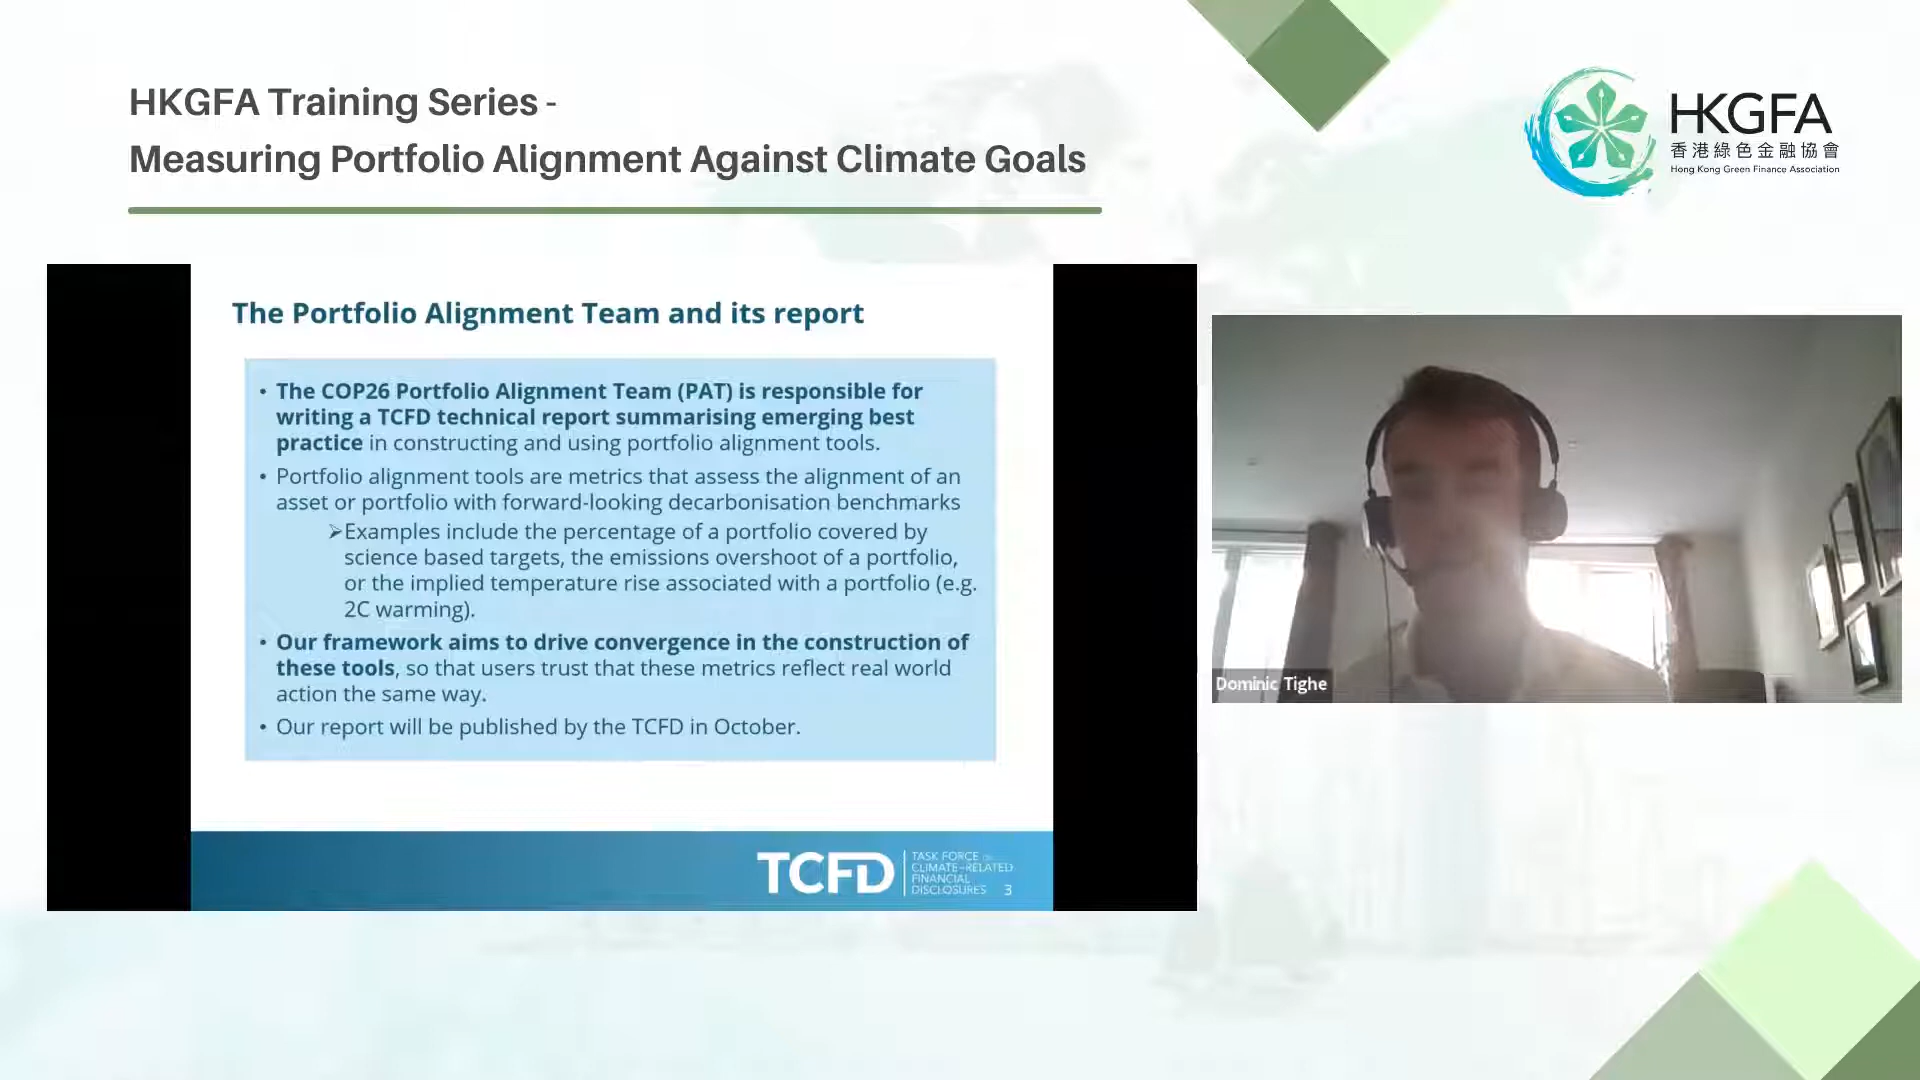 HKGFA Training Series -
Measuring Portfolio Alignment Against Climate Goals
HKGFA
香港綠色金融協會
Hong Kong Green Finance Association
The Portfolio Alignment Team and its report
• The COP26 Portfolio Alignment Team (PAT) is responsible for
writing a TCFD technical report summarising emerging best
practice in constructing and using portfolio alignment tools.
• Portfolio alignment tools are metrics that assess the alignment of an
asset or portfolio with forward-looking decarbonisation benchmarks
➢Examples include the percentage of a portfolio covered by
science based targets, the emissions overshoot of a portfolio,
or the implied temperature rise associated with a portfolio (e.g.
2C warming).
• Our framework aims to drive convergence in the construction of
these tools, so that users trust that these metrics reflect real world
action the same way.
• Our report will be published by the TCFD in October.
TCFD
TASK FORCE
CLIMATE-RELATED
FINANCIAL
DISCLOSURES
3
Dominic Tighe